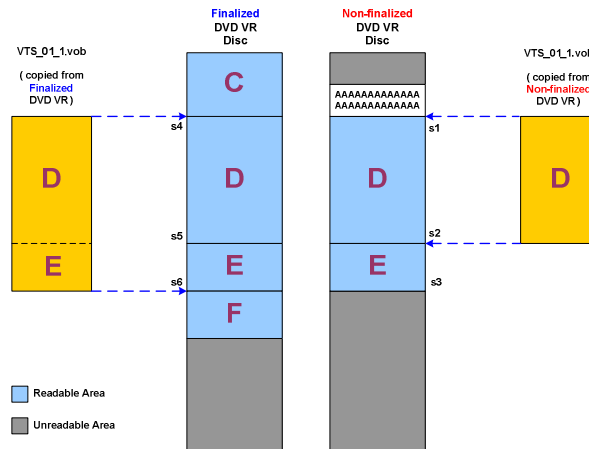 Finalized
DVD VR
Disc
Non-finalized
DVD VR
Disc
VTS_01_1.vob
( copied from
Finalized
DVD VR )
VTS_01_1.vob
( copied from
Non-finalized
DVD VR )
C
AAAAAAAAAAAAA
AAAAAAAAAAAAA
s4
s1
D
D
D
D
s5
s2
E
E
E
s6
s3
F
Readable Area
Unreadable Area